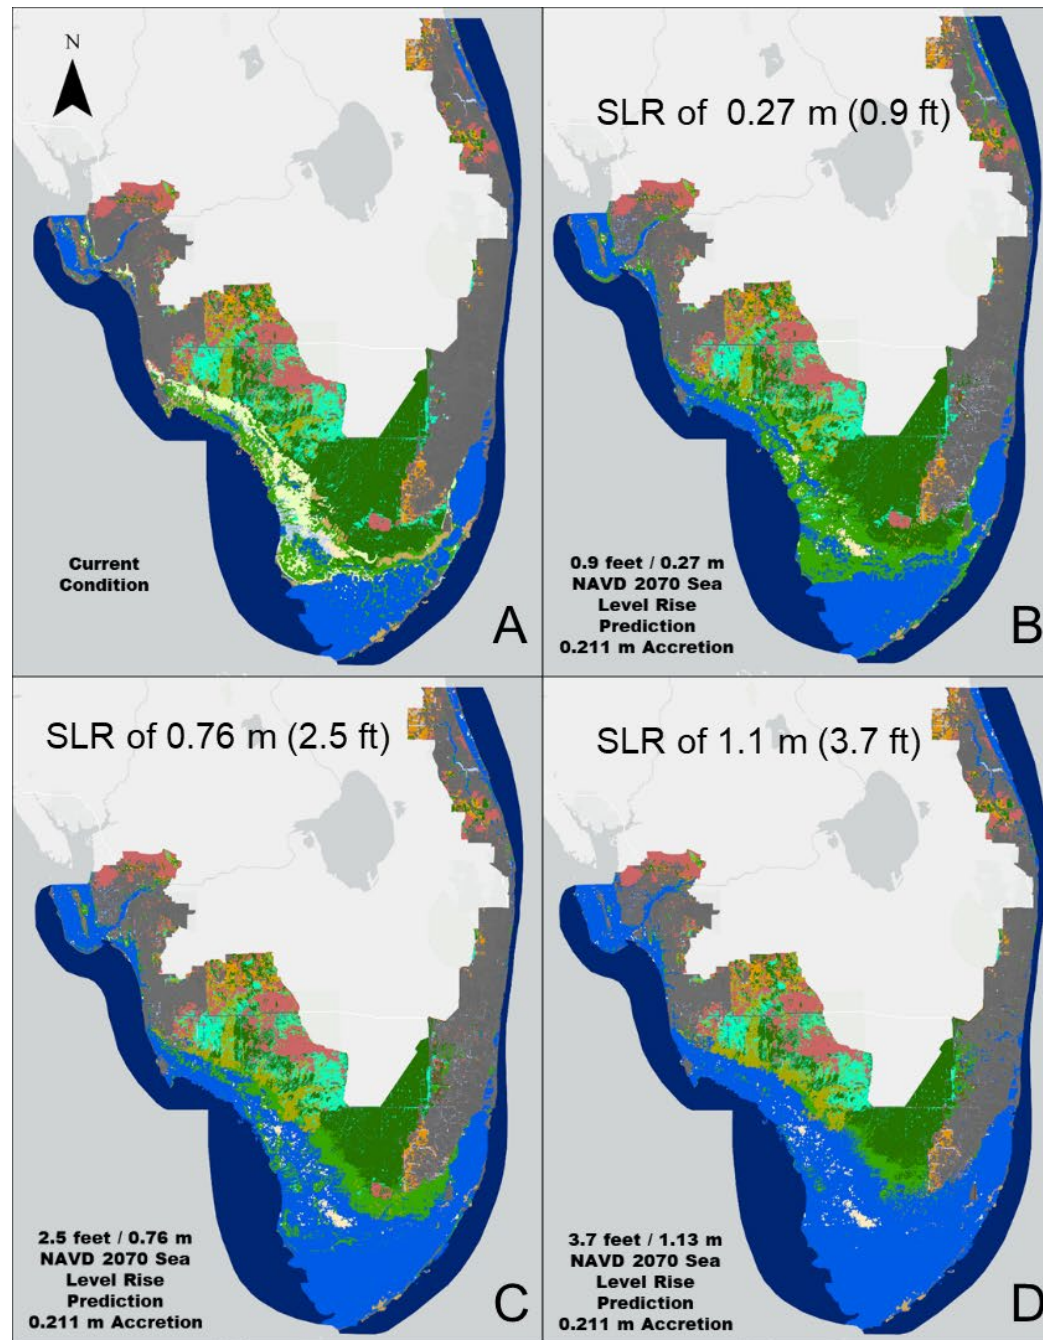 N
Current
Condition
A
SLR of 0.27 m (0.9 ft)
0.9 feet / 0.27 m
NAVD 2070 Sea
Level Rise
Prediction
0.211 m Accretion
B
SLR of 0.76 m (2.5 ft)
2.5 feet / 0.76 m
NAVD 2070 Sea
Level Rise
Prediction
0.211 m Accretion
C
SLR of 1.1 m (3.7 ft)
3.7 feet / 1.13 m
NAVD 2070 Sea
Level Rise
Prediction
0.211 m Accretion
D